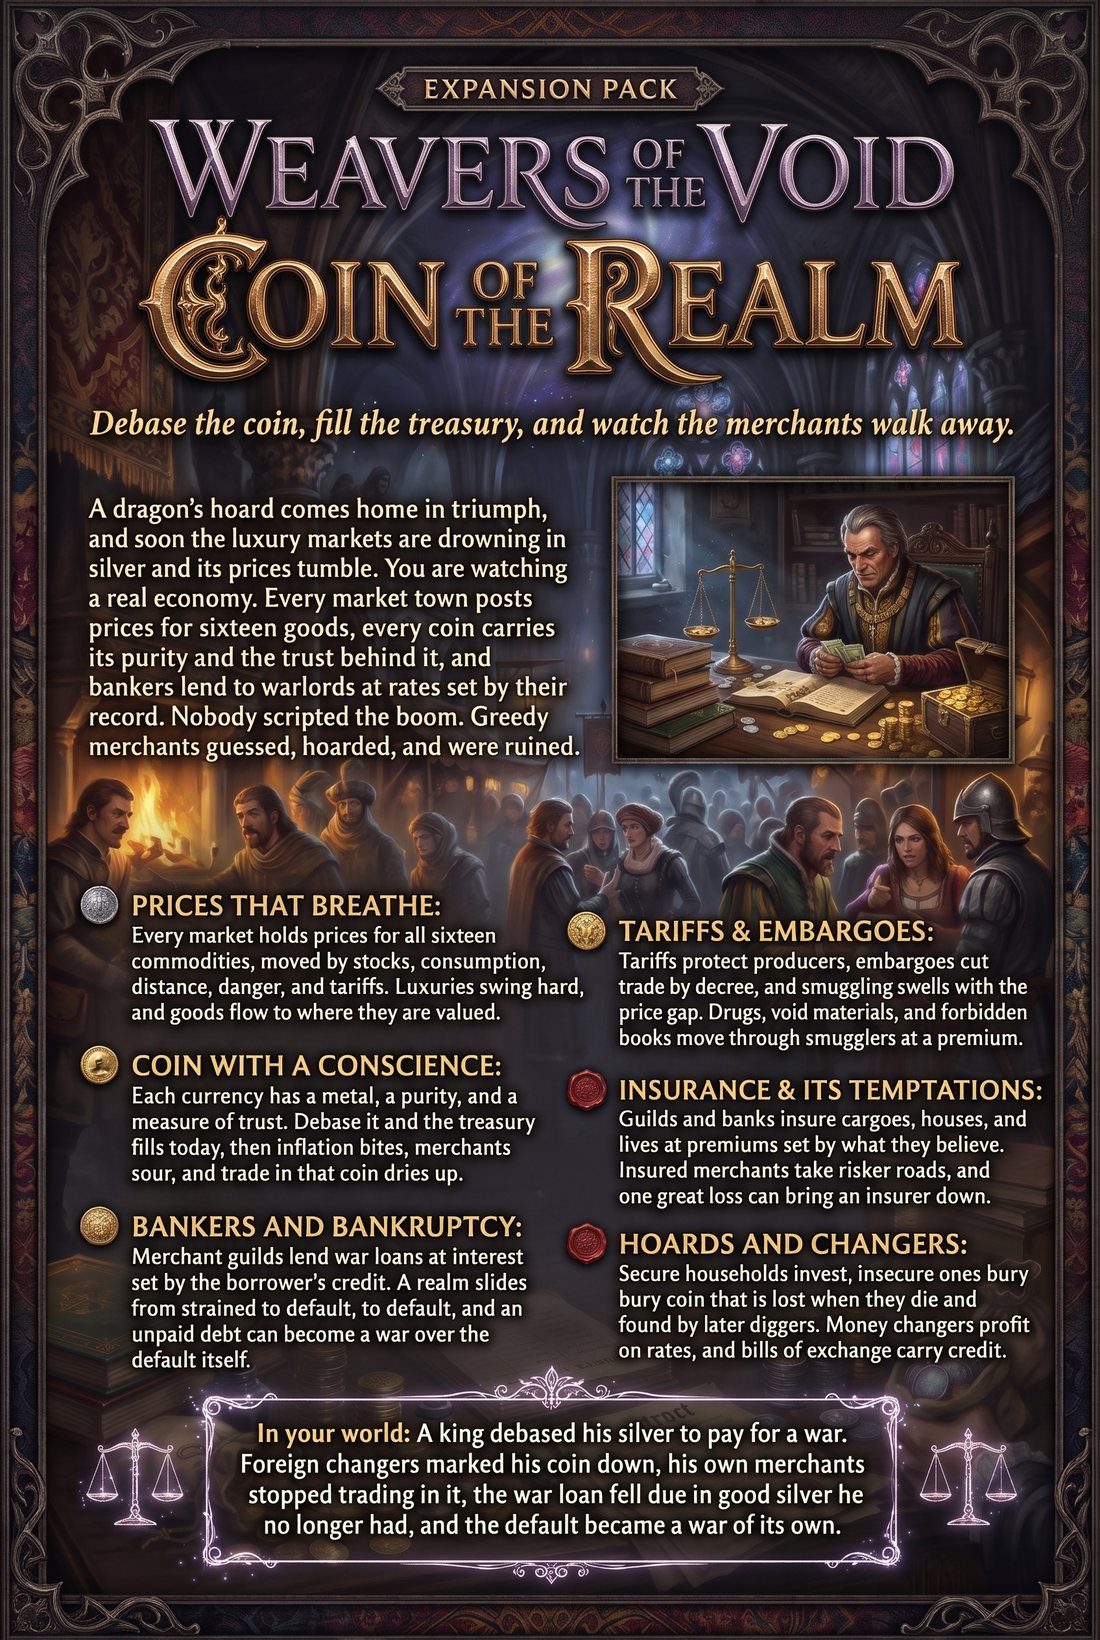 EXPANSION PACK
WEAVERS OF THE VOID
COIN OF THE REALM
Debase the coin, fill the treasury, and watch the merchants walk away.
A dragon's hoard comes home in triumph,
and soon the luxury markets are drowning in
silver and its prices tumble. You are watching
a real economy. Every market town posts
prices for sixteen goods, every coin carries
its purity and the trust behind it, and
bankers lend to warlords at rates set by their
record. Nobody scripted the boom. Greedy
merchants guessed, hoarded, and were ruined.
PRICES THAT BREATHE:
Every market holds prices for all sixteen
commodities, moved by stocks, consumption,
distance, danger, and tariffs. Luxuries swing hard,
and goods flow to where they are valued.
COIN WITH A CONSCIENCE:
Each currency has a metal, a purity, and a
measure of trust. Debase it and the treasury
fills today, then inflation bites, merchants
sour, and trade in that coin dries up.
BANKERS AND BANKRUPTCY:
Merchant guilds lend war loans at interest
set by the borrower's credit. A realm slides
from strained to default, to default, and an
unpaid debt can become a war over the
default itself.
TARIFFS & EMBARGOES:
Tariffs protect producers, embargoes cut
trade by decree, and smuggling swells with the
price gap. Drugs, void materials, and forbidden
books move through smugglers at a premium.
INSURANCE & ITS TEMPTATIONS:
Guilds and banks insure cargoes, houses, and
lives at premiums set by what they believe.
Insured merchants take risker roads, and
one great loss can bring an insurer down.
HOARDS AND CHANGERS:
Secure households invest, insecure ones bury
bury coin that is lost when they die and
found by later diggers. Money changers profit
on rates, and bills of exchange carry credit.
In your world: A king debased his silver to pay for a war.
Foreign changers marked his coin down, his own merchants
stopped trading in it, the war loan fell due in good silver he
no longer had, and the default became a war of its own.